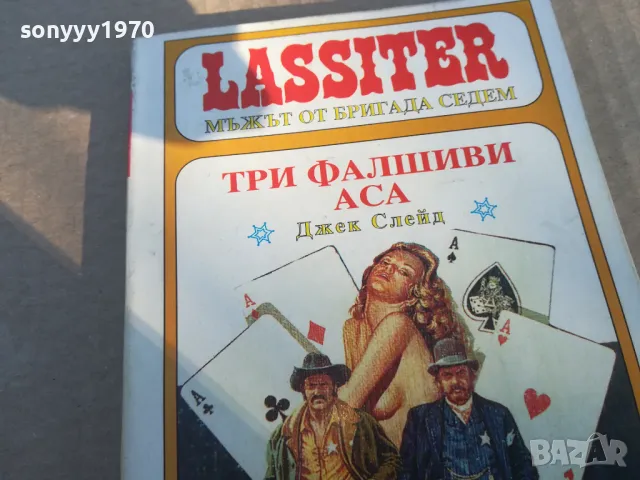 sonyyy1970
LASSITER
МЪЖЪТ ОТ БРИГАДА СЕДЕМ
ТРИ ФАЛШИВИ
АСА
Джек Слейд
A
A
A
A
BAZAR